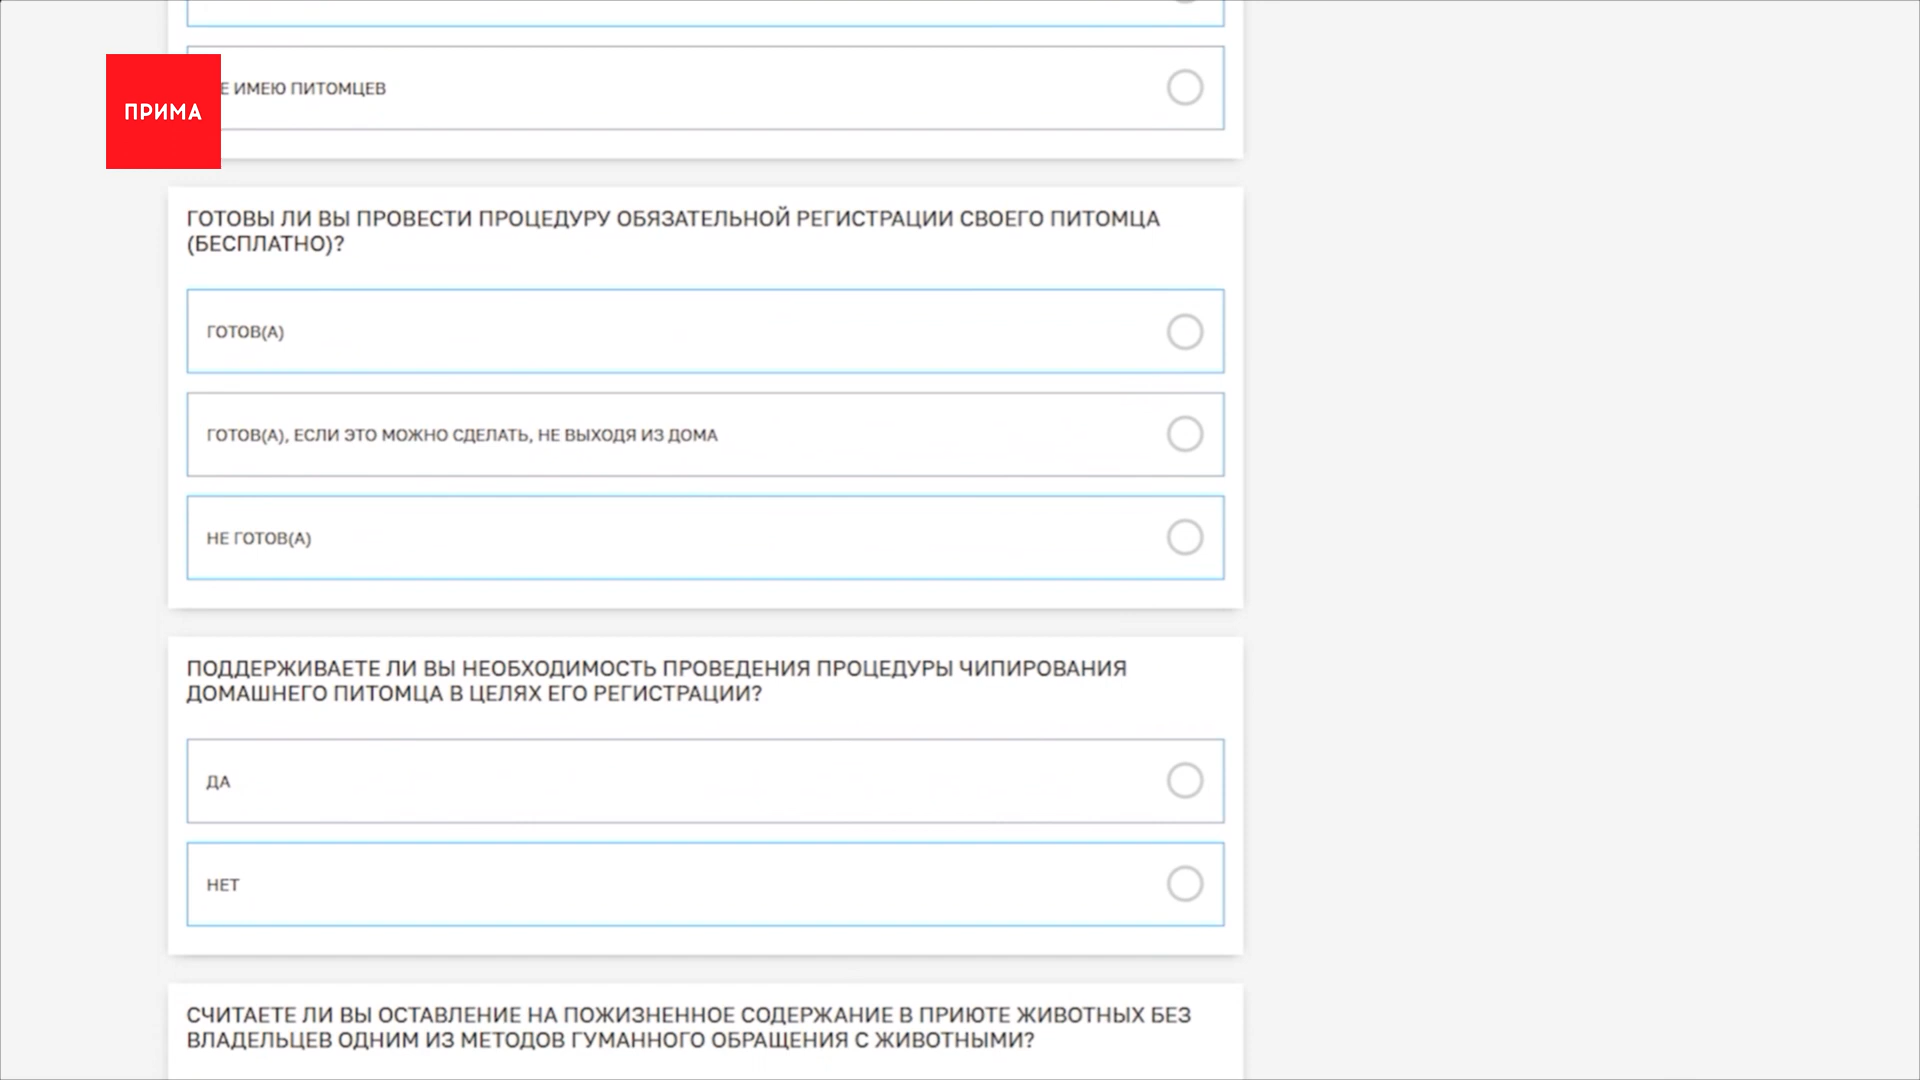 ПРИМА
ИМЕЮ ПИТОМЦЕВ
ГОТОВЫ ЛИ ВЫ ПРОВЕСТИ ПРОЦЕДУРУ ОБЯЗАТЕЛЬНОЙ РЕГИСТРАЦИИ СВОЕГО ПИТОМЦА
(БЕСПЛАТНО)?
ГОТОВ(А)
ГОТОВ(А), ЕСЛИ ЭТО МОЖНО СДЕЛАТЬ, НЕ ВЫХОДЯ ИЗ ДОМА
НЕ ГОТОВ(А)
ПОДДЕРЖИВАЕТЕ ЛИ ВЫ НЕОБХОДИМОСТЬ ПРОВЕДЕНИЯ ПРОЦЕДУРЫ ЧИПИРОВАНИЯ
ДОМАШНЕГО ПИТОМЦА В ЦЕЛЯХ ЕГО РЕГИСТРАЦИИ?
ДА
НЕТ
СЧИТАЕТЕ ЛИ ВЫ ОСТАВЛЕНИЕ НА ПОЖИЗНЕННОЕ СОДЕРЖАНИЕ В ПРИЮТЕ ЖИВОТНЫХ БЕЗ
ВЛАДЕЛЬЦЕВ ОДНИМ ИЗ МЕТОДОВ ГУМАННОГО ОБРАЩЕНИЯ С ЖИВОТНЫМИ?